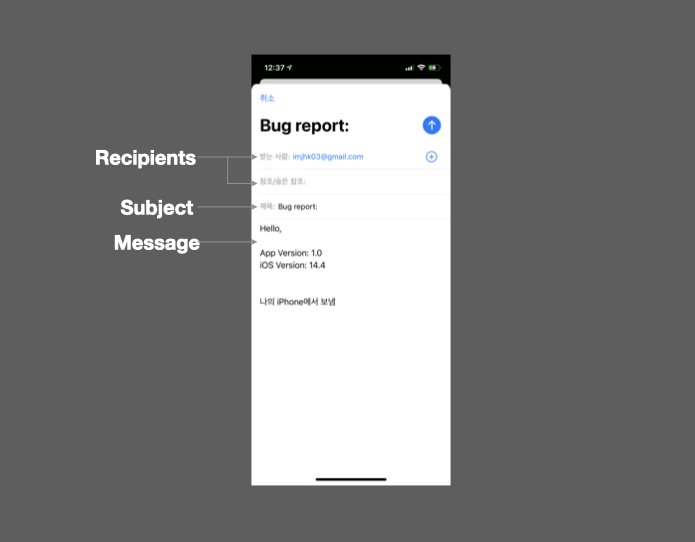 12:37
취소
Bug report:
Recipients
받는 사람: imjhk03@gmail.com
참조/숨은 참조:
Subject
제목: Bug report:
Message
Hello,
App Version: 1.0
iOS Version: 14.4
나의 iPhone에서 보냄